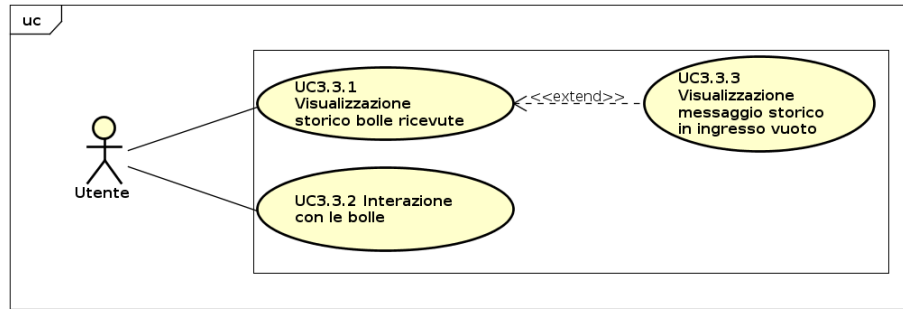 uc
UC3.3.1
Visualizzazione
storico bolle ricevute
<<extend>>
UC3.3.3
Visualizzazione
messaggio storico
in ingresso vuoto
Utente
UC3.3.2 Interazione
con le bolle